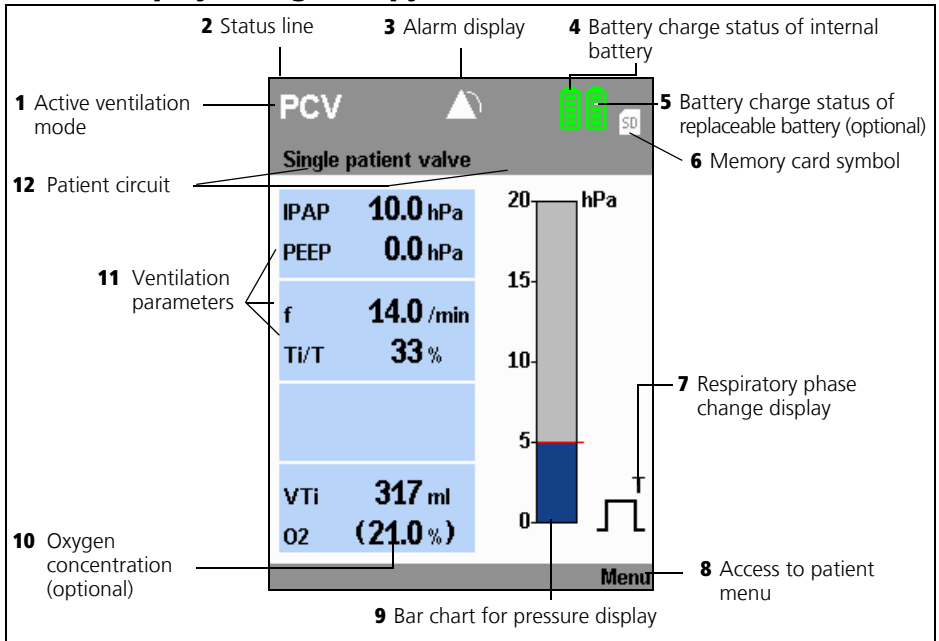 2 Status line
3 Alarm display
4 Battery charge status of internal
battery
1 Active ventilation
mode
PCV
SD
5 Battery charge status of
replaceable battery (optional)
6 Memory card symbol
Single patient valve
12 Patient circuit
IPAP 10.0 hPa
PEEP 0.0 hPa
20 hPa
15
11 Ventilation
parameters
f 14.0 /min
Ti/T 33 %
10
7 Respiratory phase
change display
5
T
VTi 317 ml
O2 (21.0 %)
0
10 Oxygen
concentration
(optional)
Menu
8 Access to patient
menu
9 Bar chart for pressure display